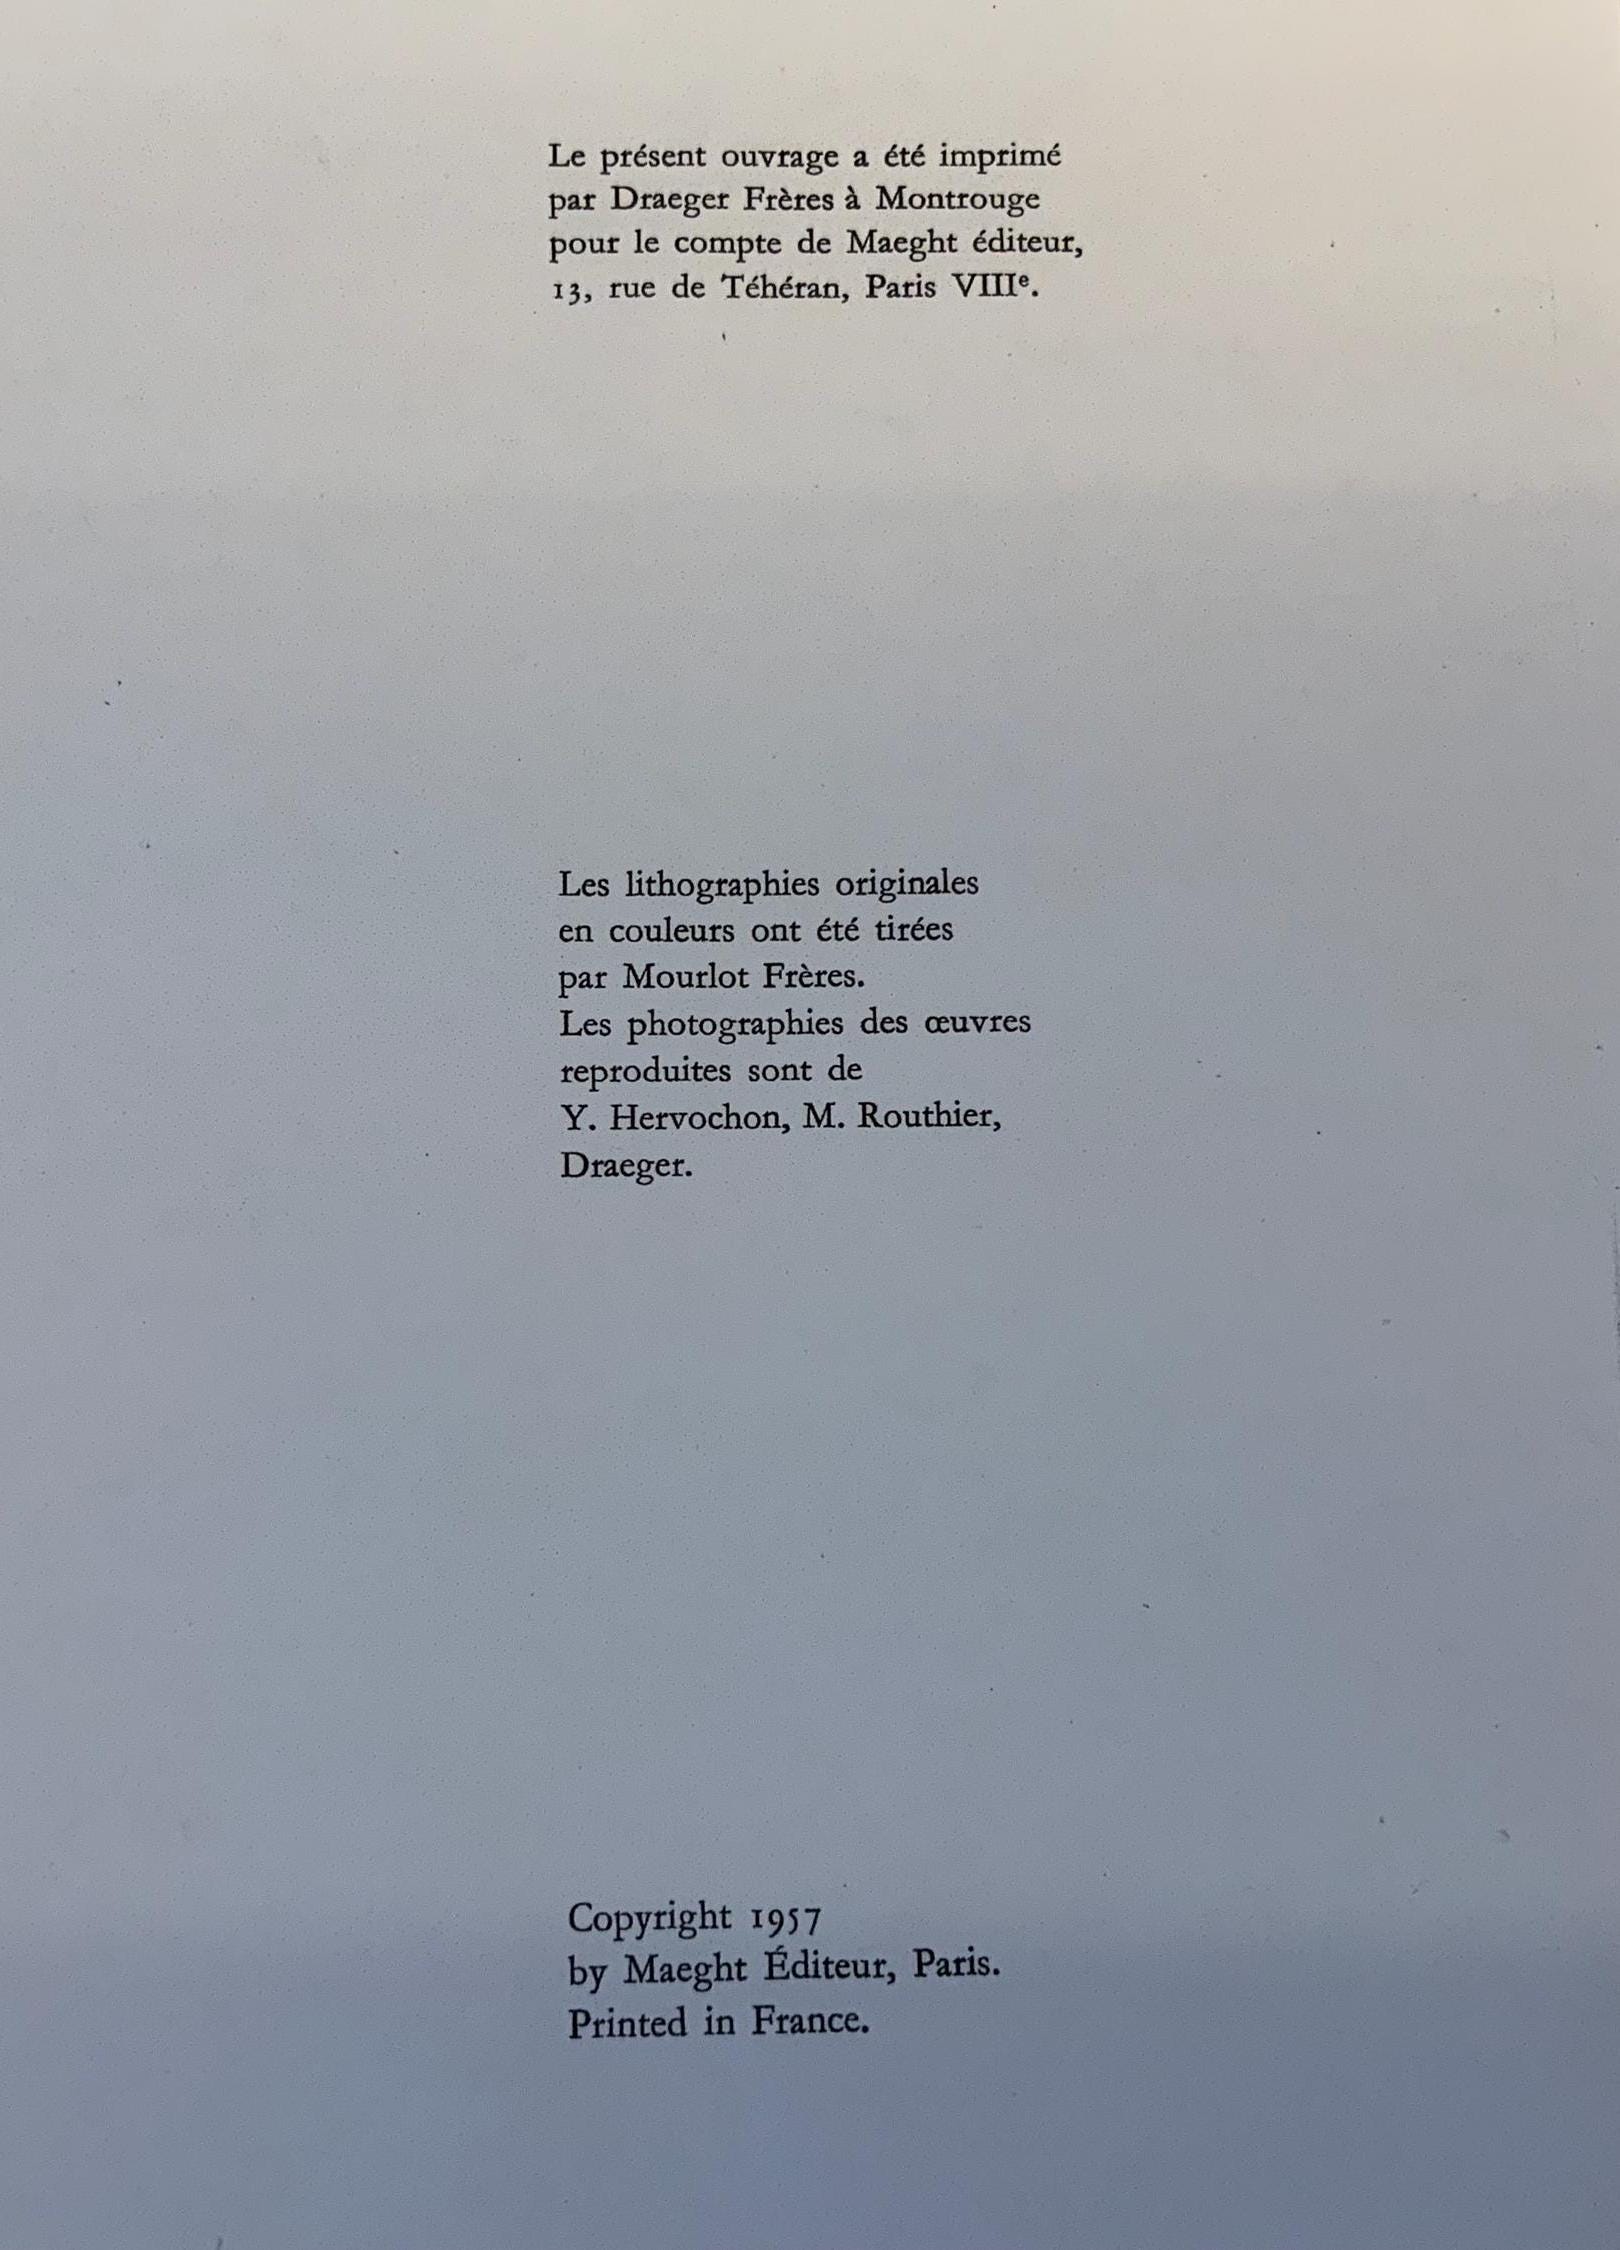 Le présent ouvrage a été imprimé
par Draeger Frères à Montrouge
pour le compte de Maeght éditeur,
13, rue de Téhéran, Paris VIIIe.
Les lithographies originales
en couleurs ont été tirées
par Mourlot Frères.
Les photographies des œuvres
reproduites sont de
Y. Hervochon, M. Routhier,
Draeger.
Copyright 1957
by Maeght Éditeur, Paris.
Printed in France.